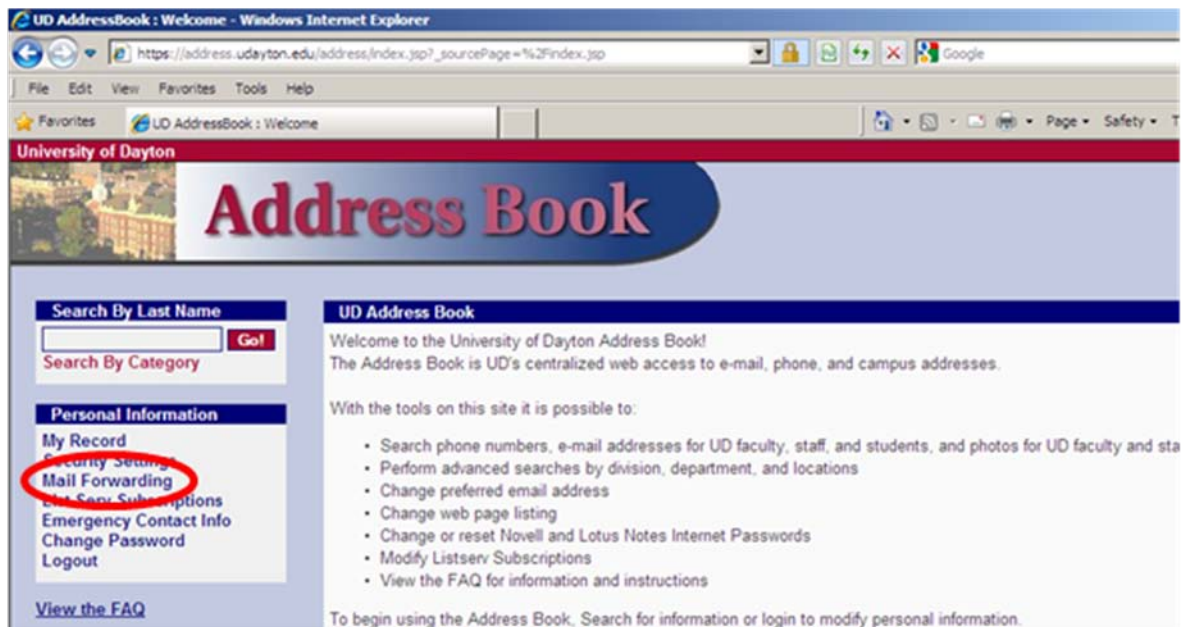 UD AddressBook : Welcome - Windows Internet Explorer
https://address.udayton.edu/address/index.jsp?_sourcePage=%2Findex.jsp
Google
File Edit View Favorites Tools Help
Favorites UD AddressBook : Welcome Page Safety T
University of Dayton
Address Book
Search By Last Name
Go!
Search By Category
Personal Information
My Record
Security Settings
Mail Forwarding
List Serv Subscriptions
Emergency Contact Info
Change Password
Logout
View the FAQ
UD Address Book
Welcome to the University of Dayton Address Book!
The Address Book is UD's centralized web access to e-mail, phone, and campus addresses.
With the tools on this site it is possible to:
• Search phone numbers, e-mail addresses for UD faculty, staff, and students, and photos for UD faculty and sta
• Perform advanced searches by division, department, and locations
• Change preferred email address
• Change web page listing
• Change or reset Novell and Lotus Notes Internet Passwords
• Modify Listserv Subscriptions
• View the FAQ for information and instructions
To begin using the Address Book, Search for information or login to modify personal information.